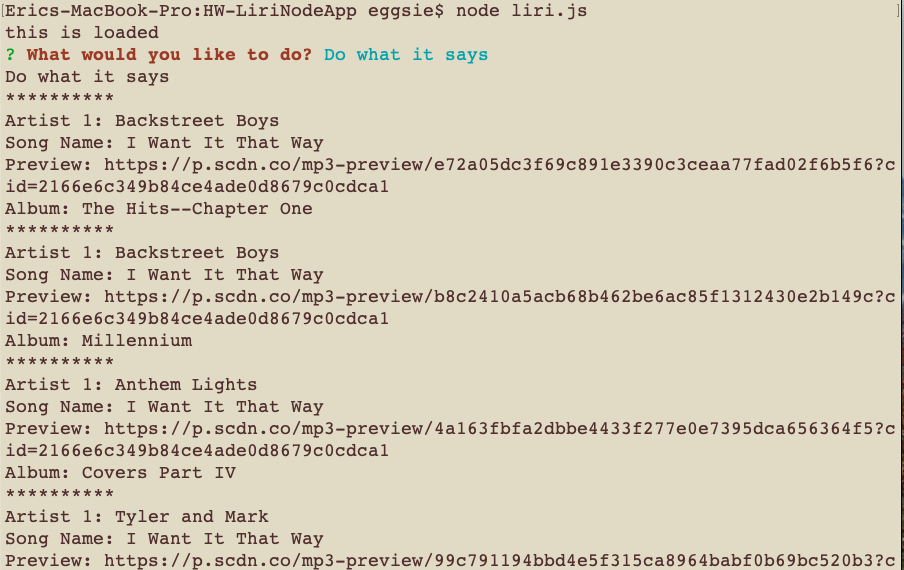 [Erics-MacBook-Pro:HW-LiriNodeApp eggsie$ node liri.js ]
this is loaded
? What would you like to do? Do what it says
Do what it says
**********
Artist 1: Backstreet Boys
Song Name: I Want It That Way
Preview: https://p.scdn.co/mp3-preview/e72a05dc3f69c891e3390c3ceaa77fad02f6b5f6?c
id=2166e6c349b84ce4ade0d8679c0cdca1
Album: The Hits--Chapter One
**********
Artist 1: Backstreet Boys
Song Name: I Want It That Way
Preview: https://p.scdn.co/mp3-preview/b8c2410a5acb68b462be6ac85f1312430e2b149c?c
id=2166e6c349b84ce4ade0d8679c0cdca1
Album: Millennium
**********
Artist 1: Anthem Lights
Song Name: I Want It That Way
Preview: https://p.scdn.co/mp3-preview/4a163fbfa2dbbe4433f277e0e7395dca656364f5?c
id=2166e6c349b84ce4ade0d8679c0cdca1
Album: Covers Part IV
**********
Artist 1: Tyler and Mark
Song Name: I Want It That Way
Preview: https://p.scdn.co/mp3-preview/99c791194bbd4e5f315ca8964babf0b69bc520b3?c